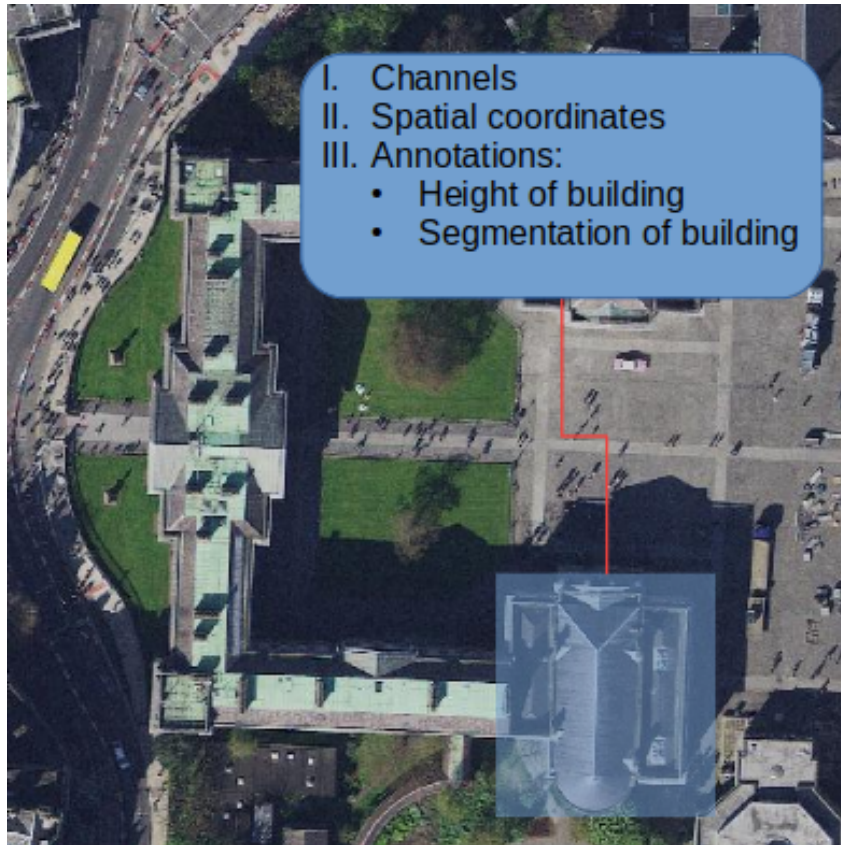 I. Channels
II. Spatial coordinates
III. Annotations:
• Height of building
• Segmentation of building